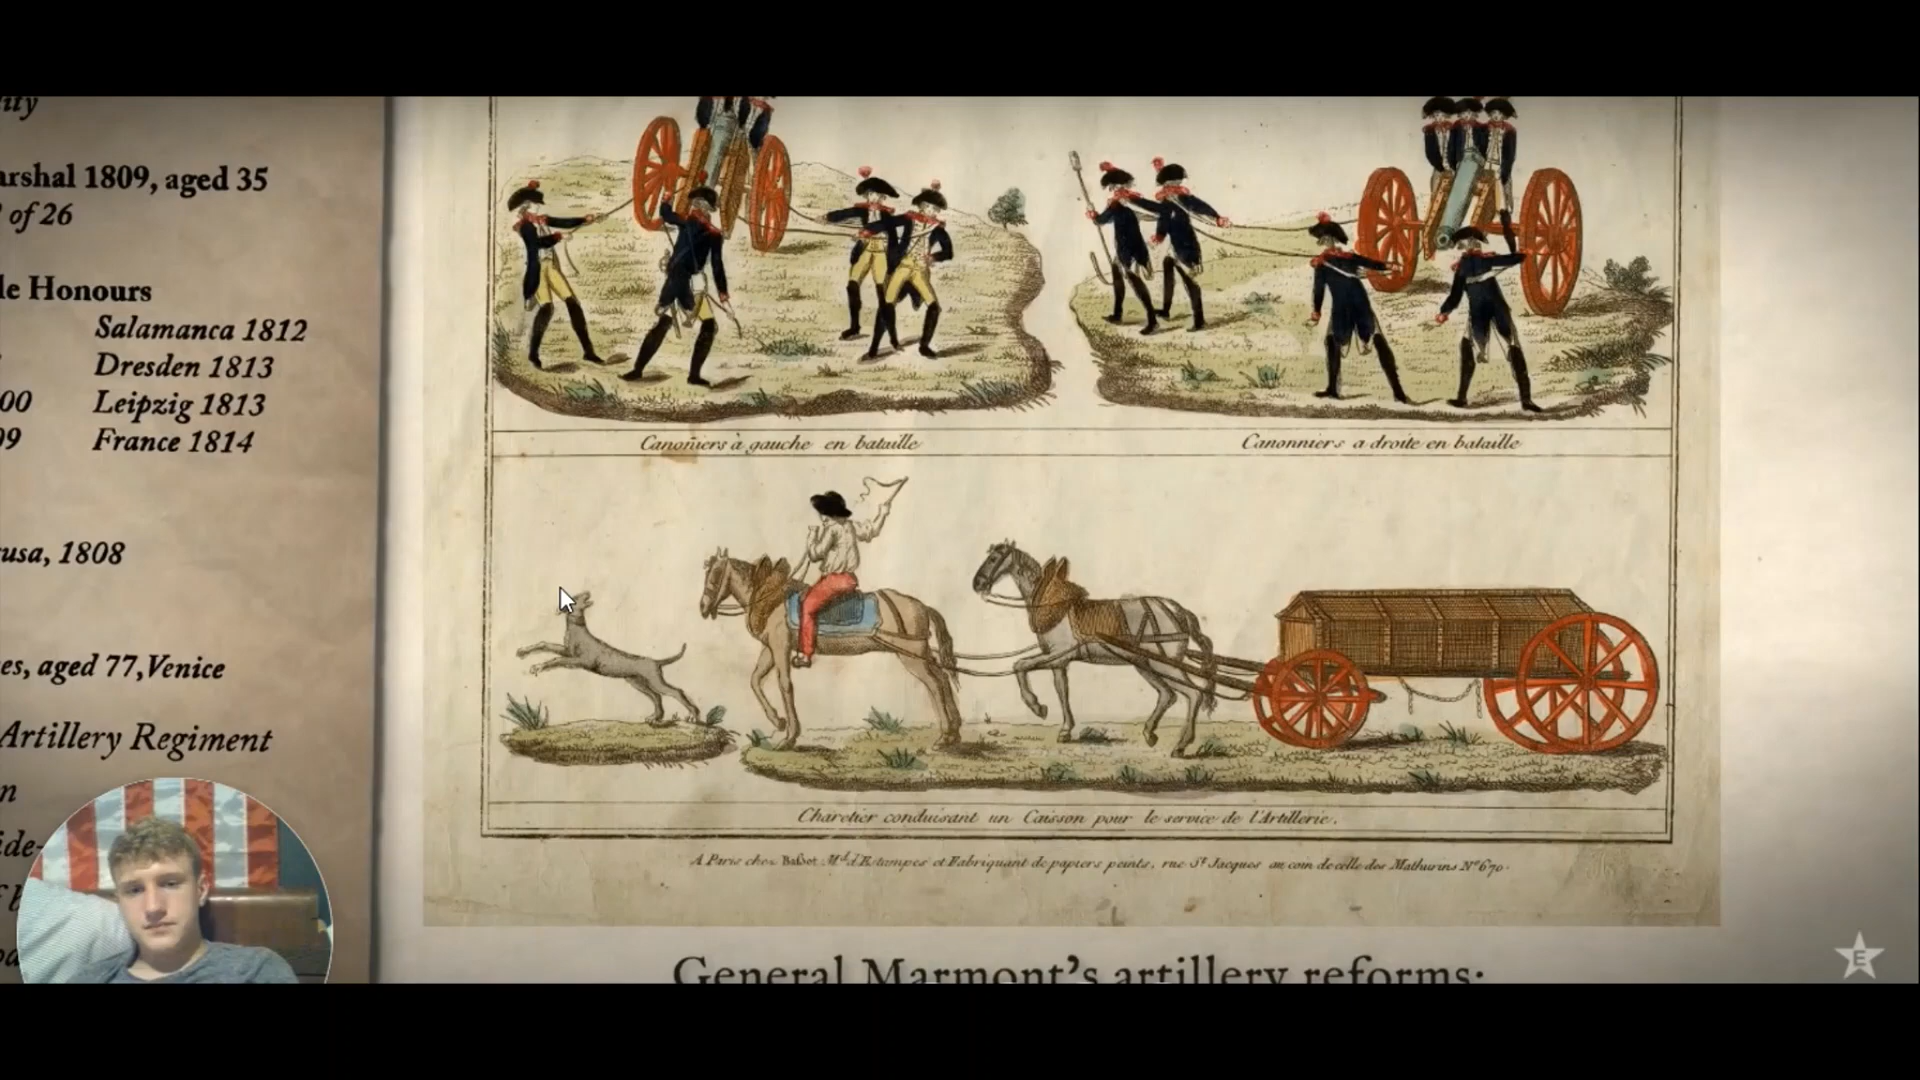 ity
arshal 1809, aged 35
of 26
le Honours
Salamanca 1812
Dresden 1813
00 Leipzig 1813
09 France 1814
usa, 1808
es, aged 77, Venice
Artillery Regiment
n
ide-
Canoniers à gauche en bataille
Canonniers a droite en bataille
Charetier conduisant un Caisson pour le service de l'Artillerie.
A Paris chez Basset Md. d'Estampes et Fabriquant de papiers peints, rue St. Jacques au coin de celle des Mathurins No. 670.
General Marmont's artillery reforms:
E